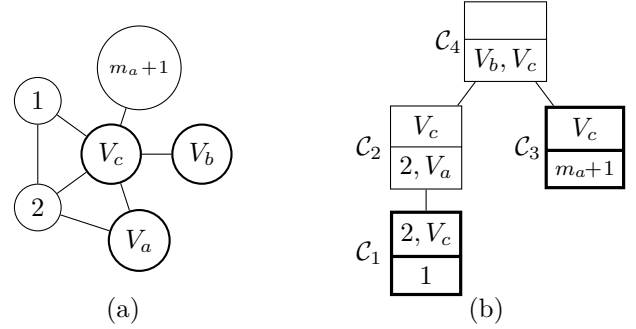 m_a+1
1
V_c
V_b
2
V_a
(a)
C_4
V_b, V_c
C_2
V_c
2, V_a
C_3
V_c
m_a+1
C_1
2, V_c
1
(b)